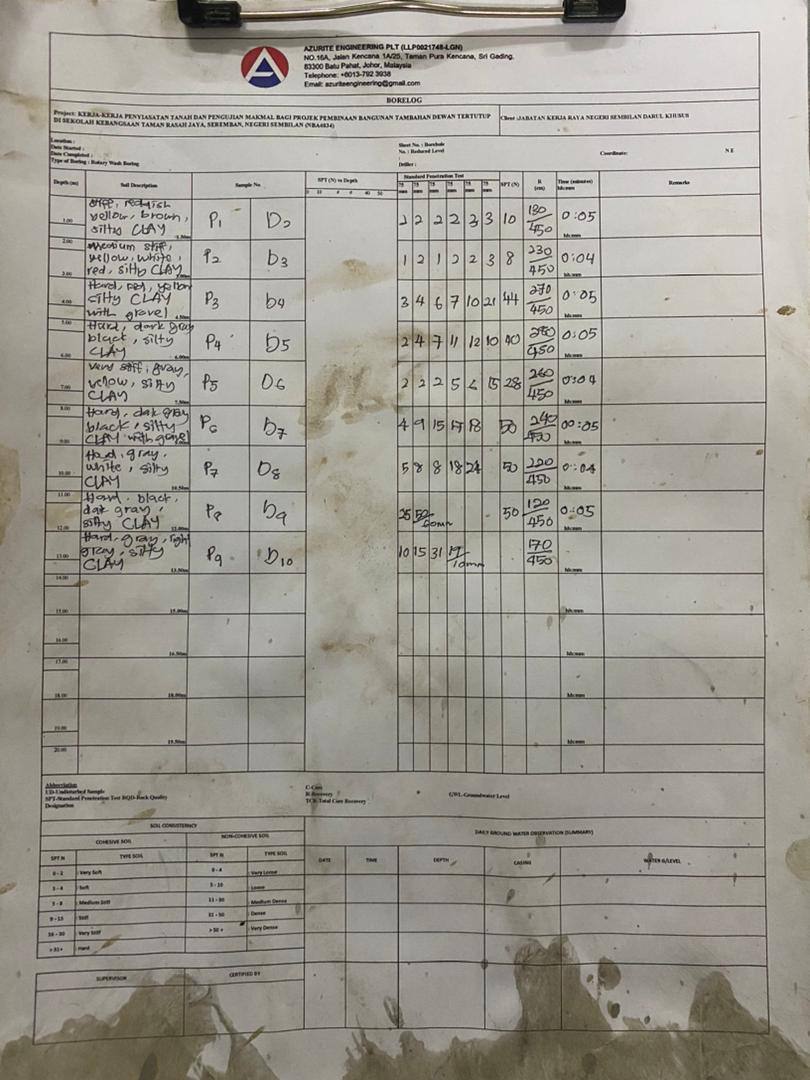 AZURITE ENGINEERING PLT (LLP0021748-LGN)
NO.16A, Jalan Kencana 1A/25, Taman Pura Kencana, Sri Gading,
83300 Batu Pahat, Johor, Malaysia
Telephone: +6013-792 3938
Email: azuriteengineering@gmail.com
BORELOG
Project: KERJA-KERJA PENYIASATAN TANAH DAN PENGUJIAN MAKMAL BAGI PROJEK PEMBINAAN BANGUNAN TAMBAHAN DEWAN TERTUTUP
DI SEKOLAH KEBANGSAAN TAMAN RASAH JAYA, SEREMBAN, NEGERI SEMBILAN (NBA4034)
Client :JABATAN KERJA RAYA NEGERI SEMBILAN DARUL KHUSUS
Location :
Date Started :
Date Completed :
Type of Boring : Rotary Wash Boring
Sheet No. : Borehole
No. : Reduced Level
:
Driller :
Coordinate: N E
Depth (m) Soil Description Sample No SPT (N) vs Depth Standard Penetration Test SPT (N) R (cm) Time (minutes) hh:mm Remarks
75 mm 75 mm 75 mm 75 mm 75 mm 75 mm
stiff, reddish
1.00 yellow, brown, P1 D2 2 2 2 3 10 130/450 0:05
silty CLAY 1.50m hh:mm
2.00 Medium stiff,
yellow, white, P2 D3 1 2 1 2 2 3 8 230/450 0:04
3.00 red, silty CLAY 3.00m hh:mm
Hard, red, yellow
4.00 silty CLAY P3 D4 3 4 6 7 10 21 44 270/450 0:05
with gravel 4.50m hh:mm
5.00 Hard, dark gray
black, silty P4 D5 2 4 7 11 12 10 40 0:05
6.00 CLAY 6.00m hh:mm
very stiff, gray,
7.00 yellow, silty P5 D6 2 2 2 5 6 15 28 260/450 0:04
CLAY 7.50m hh:mm
8.00 Hard, dak gray
black, silty P6 D7 4 9 15 17 18 50 240/450 00:05
9.00 CLAY with gravel hh:mm
Hard, gray,
10.00 white, silty P7 D8 5 8 8 18 24 50 220/450 0:04
CLAY 10.50m hh:mm
11.00 Hard, black,
dak gray, P8 D9 25 50 120/450 0:05
12.00 silty CLAY 12.00m hh:mm
Hard, gray,
13.00 gray, silty P9 D10 10 15 31 170/450
CLAY 13.50m hh:mm
14.00
15.00 15.00m hh:mm
16.00 16.50m hh:mm
17.00
18.00 18.00m hh:mm
19.00 19.50m hh:mm
20.00
Abbreviation
UD-Undisturbed Sample
SPT-Standard Penetration Test RQD-Rock Quality
Designation
C-Core
R-Recovery
TCR-Total Core Recovery
GWL-Groundwater Level
SOIL CONSISTENCY
COHESIVE SOIL NON-COHESIVE SOIL
SPT N TYPE SOIL SPT N TYPE SOIL
0 - 2 : Very Soft 0 - 4 : Very Loose
3 - 4 : Soft 5 - 10 : Loose
5 - 8 : Medium Stiff 11 - 30 : Medium Dense
9 - 15 : Stiff 31 - 50 : Dense
16 - 30 : Very Stiff > 50 + : Very Dense
> 31+ : Hard
DAILY GROUND WATER OBSERVATION (SUMMARY)
DATE TIME DEPTH CASING WATER G/LEVEL
SUPERVISOR CERTIFIED BY